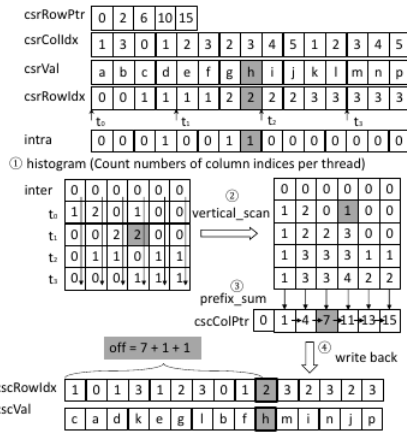 csrRowPtr 0 2 6 10 15
csrColIdx 1 3 0 1 2 3 2 3 4 5 1 2 3 4 5
csrVal a b c d e f g h i j k l m n p
csrRowIdx 0 0 1 1 1 1 2 2 2 2 3 3 3 3 3
t₀ t₁ t₂ t₃
intra 0 0 0 1 0 0 1 1 0 0 0 0 0 0 0
① histogram (Count numbers of column indices per thread)
inter 0 0 0 0 0 0
t₀ 1 2 0 1 0 0
t₁ 0 0 2 2 0 0
t₂ 0 1 1 0 1 1
t₃ 0 0 0 1 1 1
②
vertical_scan
0 0 0 0 0 0
1 2 0 1 0 0
1 2 2 3 0 0
1 3 3 3 1 1
1 3 3 4 2 2
③
prefix_sum
cscColPtr 0 1 4 7 11 13 15
off = 7 + 1 + 1
④
write back
cscRowIdx 1 0 1 3 1 2 3 0 1 2 3 2 3 2 3
cscVal c a d k e g l b f h m i n j p